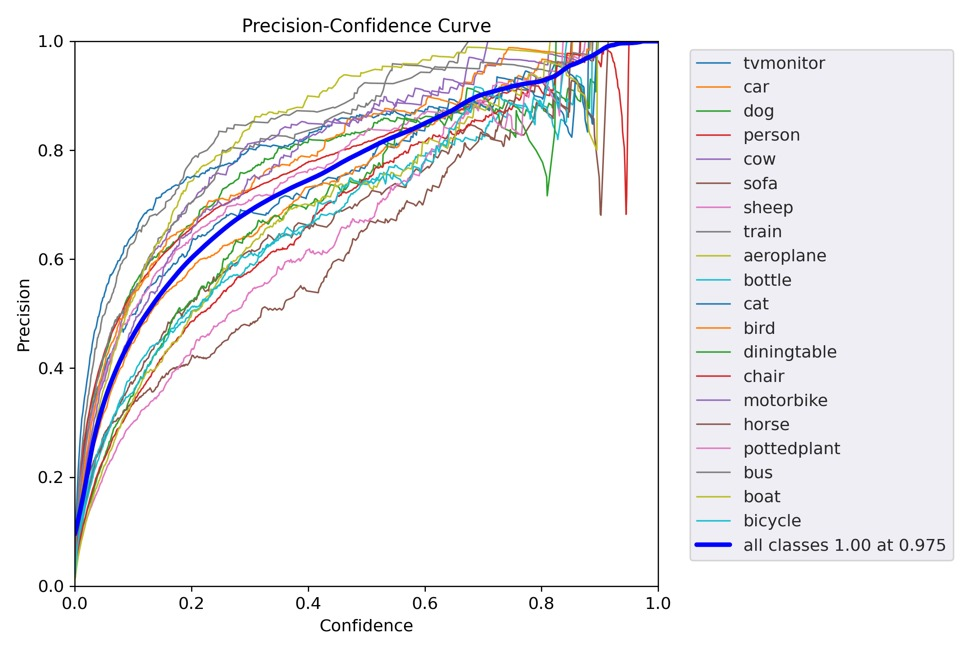 Precision-Confidence Curve
1.0
0.8
0.6
0.4
0.2
0.0
Precision
0.0 0.2 0.4 0.6 0.8 1.0
Confidence
tvmonitor
car
dog
person
cow
sofa
sheep
train
aeroplane
bottle
cat
bird
diningtable
chair
motorbike
horse
pottedplant
bus
boat
bicycle
all classes 1.00 at 0.975